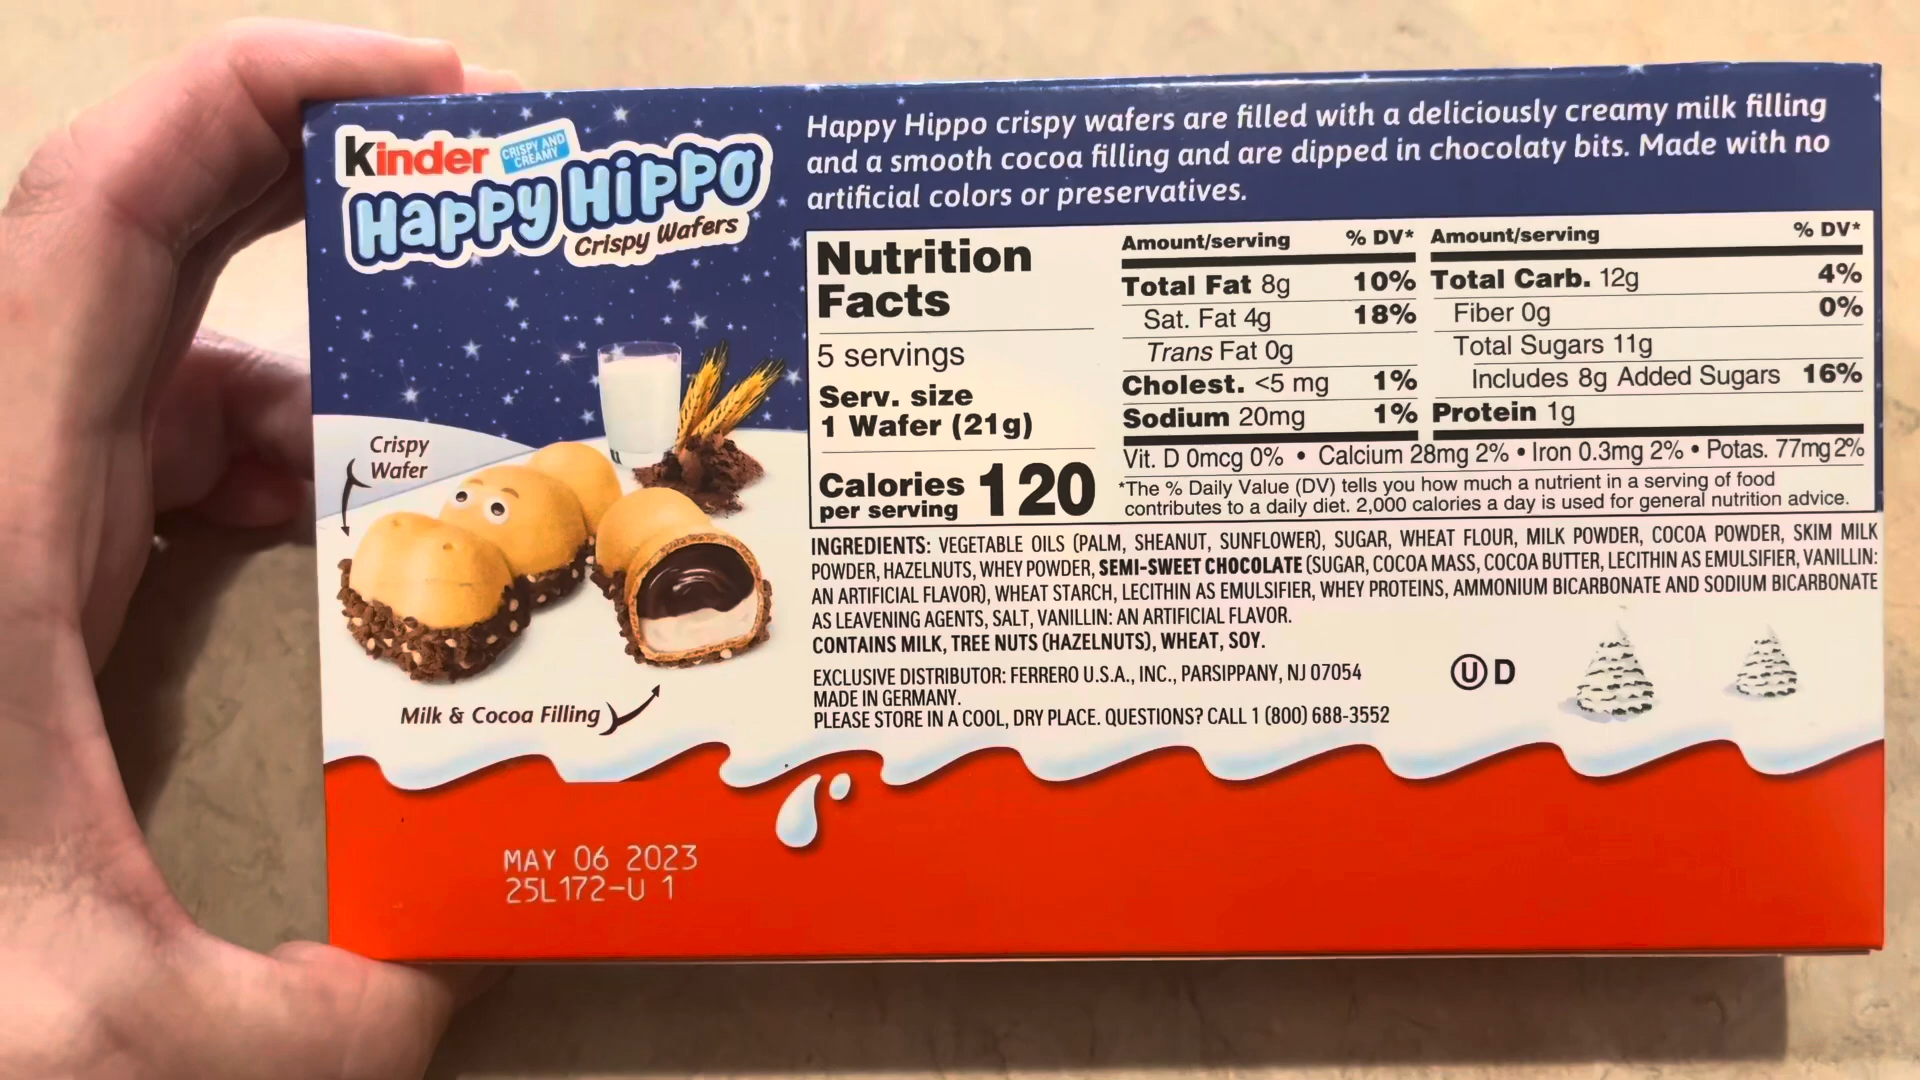 Kinder
CRISPY AND
CREAMY
Happy Hippo
Crispy Wafers
Happy Hippo crispy wafers are filled with a deliciously creamy milk filling
and a smooth cocoa filling and are dipped in chocolaty bits. Made with no
artificial colors or preservatives.
Nutrition
Facts
5 servings
Serv. size
1 Wafer (21g)
Calories
per serving 120
Amount/serving % DV*
Total Fat 8g 10%
Sat. Fat 4g 18%
Trans Fat 0g
Cholest. <5 mg 1%
Sodium 20mg 1%
Amount/serving % DV*
Total Carb. 12g 4%
Fiber 0g 0%
Total Sugars 11g
Includes 8g Added Sugars 16%
Protein 1g
Vit. D 0mcg 0% • Calcium 28mg 2% • Iron 0.3mg 2% • Potas. 77mg 2%
*The % Daily Value (DV) tells you how much a nutrient in a serving of food
contributes to a daily diet. 2,000 calories a day is used for general nutrition advice.
Crispy
Wafer
Milk & Cocoa Filling
INGREDIENTS: VEGETABLE OILS (PALM, SHEANUT, SUNFLOWER), SUGAR, WHEAT FLOUR, MILK POWDER, COCOA POWDER, SKIM MILK
POWDER, HAZELNUTS, WHEY POWDER, SEMI-SWEET CHOCOLATE (SUGAR, COCOA MASS, COCOA BUTTER, LECITHIN AS EMULSIFIER, VANILLIN:
AN ARTIFICIAL FLAVOR), WHEAT STARCH, LECITHIN AS EMULSIFIER, WHEY PROTEINS, AMMONIUM BICARBONATE AND SODIUM BICARBONATE
AS LEAVENING AGENTS, SALT, VANILLIN: AN ARTIFICIAL FLAVOR.
CONTAINS MILK, TREE NUTS (HAZELNUTS), WHEAT, SOY.
EXCLUSIVE DISTRIBUTOR: FERRERO U.S.A., INC., PARSIPPANY, NJ 07054
MADE IN GERMANY.
PLEASE STORE IN A COOL, DRY PLACE. QUESTIONS? CALL 1 (800) 688-3552
U D
MAY 06 2023
25L172-U 1